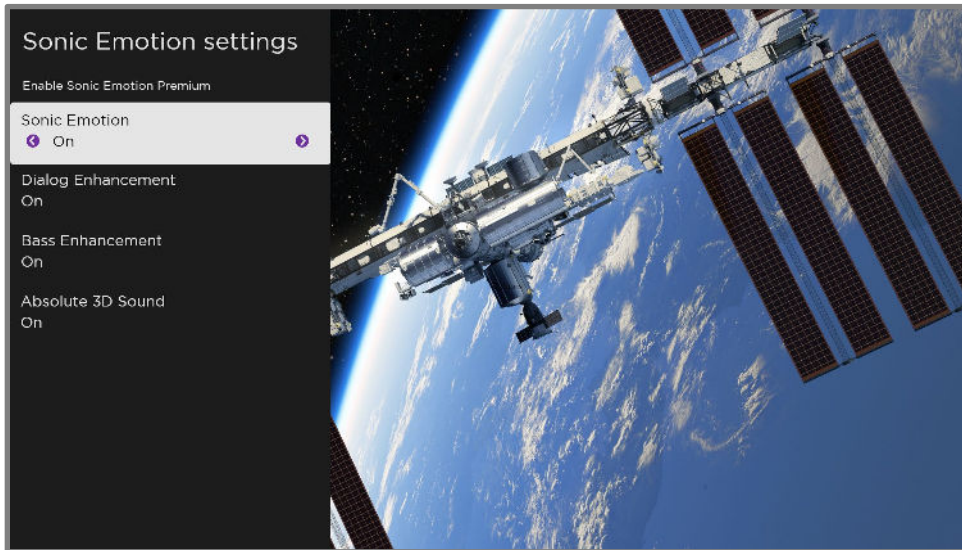 Sonic Emotion settings
Enable Sonic Emotion Premium
Sonic Emotion
On
Dialog Enhancement
On
Bass Enhancement
On
Absolute 3D Sound
On